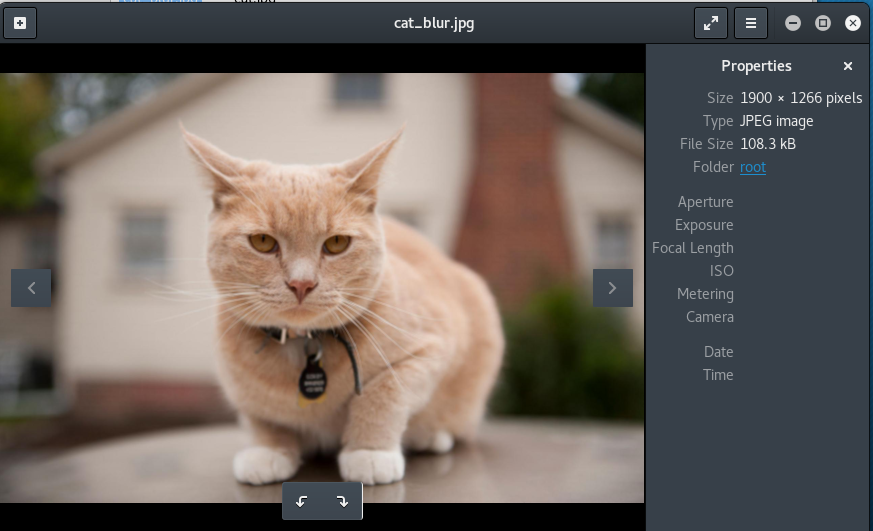 cat_blur.jpg
Properties
Size 1900 × 1266 pixels
Type JPEG image
File Size 108.3 kB
Folder root
Aperture
Exposure
Focal Length
ISO
Metering
Camera
Date
Time